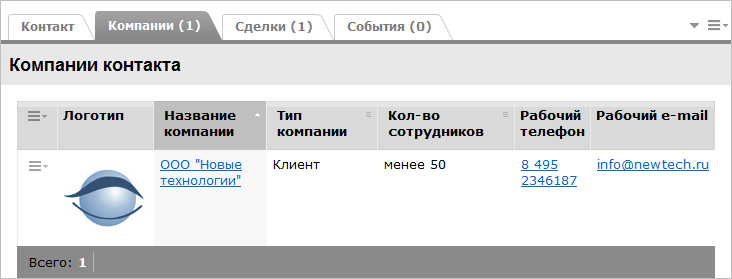 Контакт Компании (1) Сделки (1) События (0)
Компании контакта
Логотип Название компании Тип компании Кол-во сотрудников Рабочий телефон Рабочий e-mail
ООО "Новые технологии" Клиент менее 50 8 495 2346187 info@newtech.ru
Всего: 1